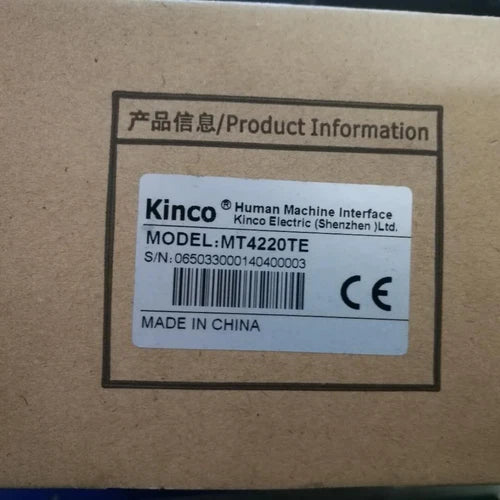 产品信息/Product Information
Kinco® Human Machine Interface
Kinco Electric (Shenzhen )Ltd.
MODEL:MT4220TE
S/N:065033000140400003
CE
MADE IN CHINA